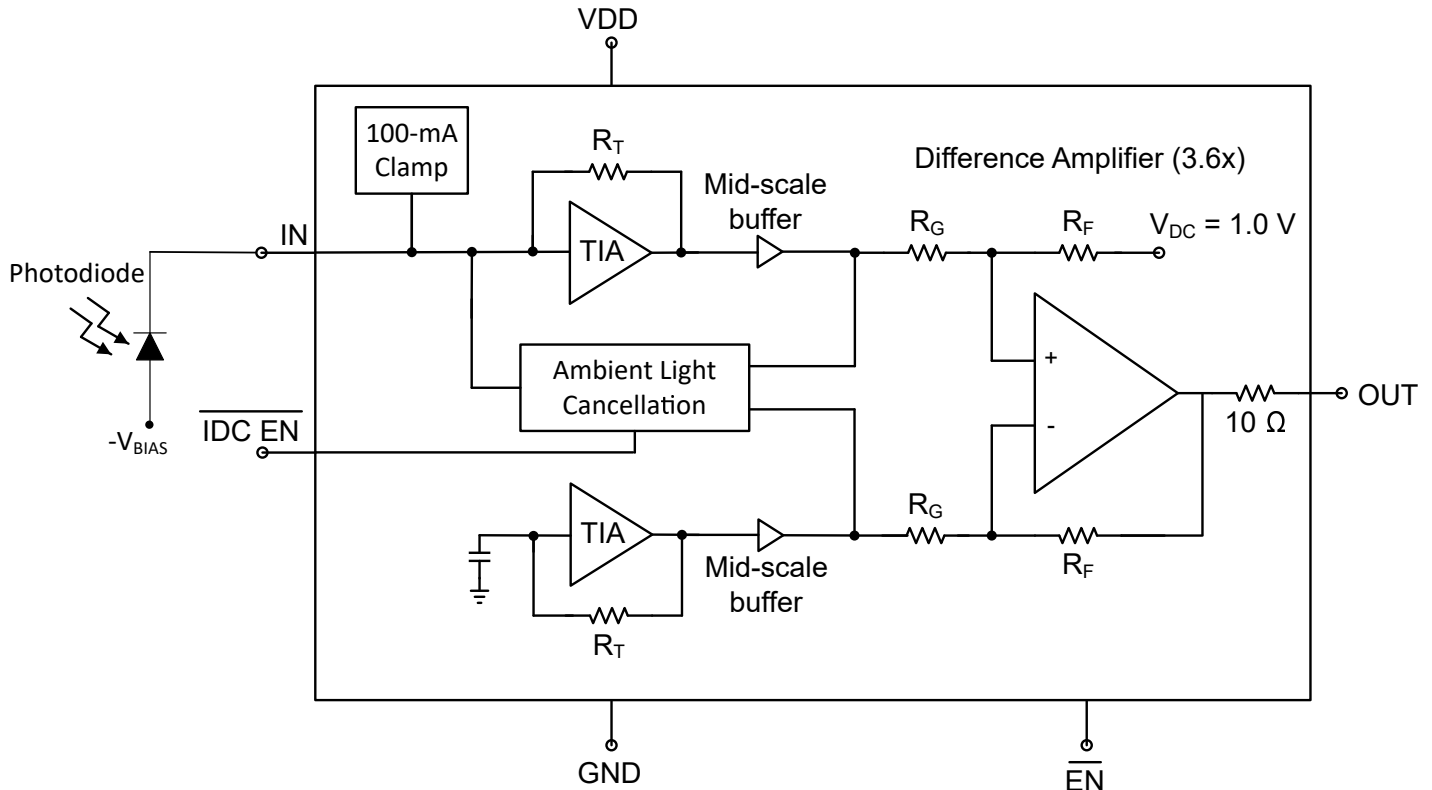 VDD
100-mA
Clamp
R_T
Difference Amplifier (3.6x)
Mid-scale
buffer
IN
TIA
R_G
R_F
V_DC = 1.0 V
Photodiode
+
Ambient Light
Cancellation
-
OUT
10 Ω
IDC EN
-V_BIAS
TIA
Mid-scale
buffer
R_G
R_F
R_T
GND
EN